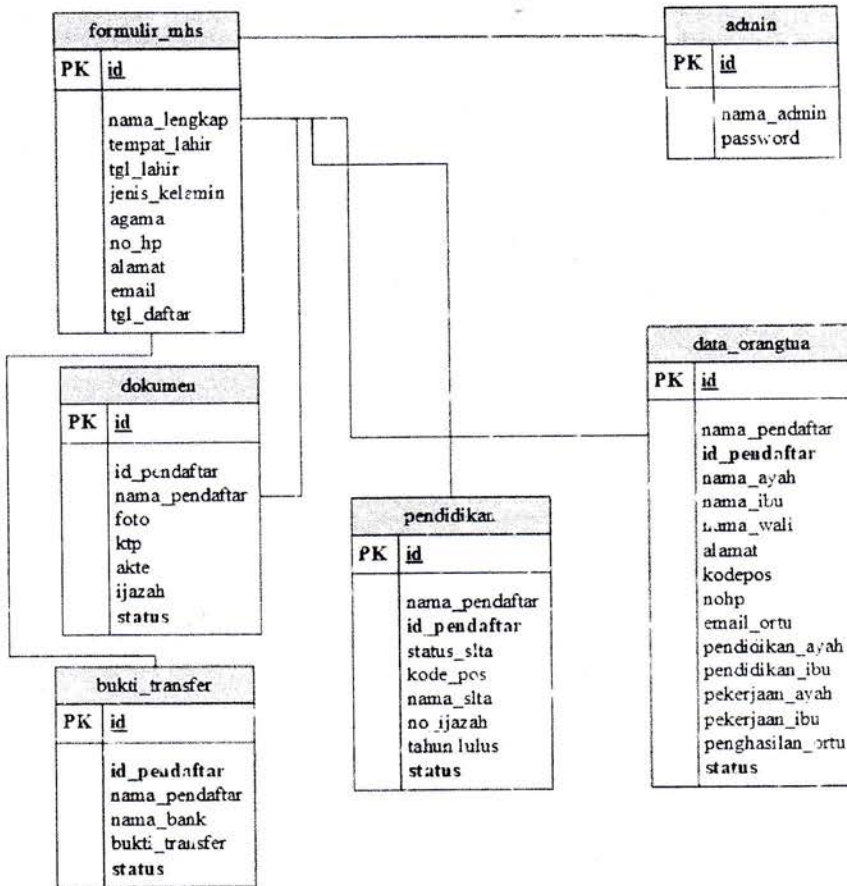 formulir_mhs
PK id
nama_lengkap
tempat_lahir
tgl_lahir
jenis_kelamin
agama
no_hp
alamat
email
tgl_daftar
admin
PK id
nama_admin
password
dokumen
PK id
id_pendaftar
nama_pendaftar
foto
ktp
akte
ijazah
status
bukti_transfer
PK id
id_pendaftar
nama_pendaftar
nama_bank
bukti_transfer
status
pendidikan
PK id
nama_pendaftar
id_pendaftar
status_slta
kode_pos
nama_slta
no_ijazah
tahun lulus
status
data_orangtua
PK id
nama_pendaftar
id_pendaftar
nama_ayah
nama_ibu
nama_wali
alamat
kodepos
nohp
email_ortu
pendidikan_ayah
pendidikan_ibu
pekerjaan_ayah
pekerjaan_ibu
penghasilan_ortu
status